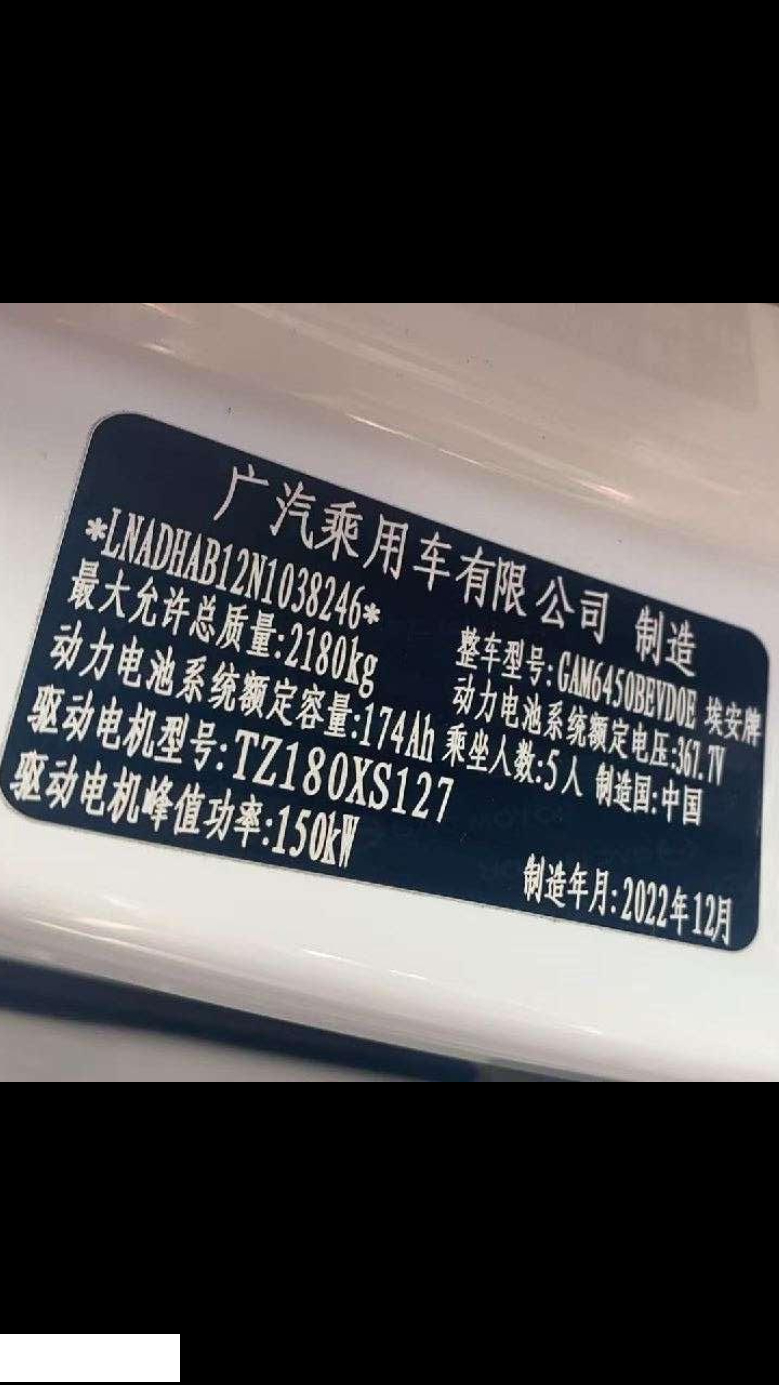 广汽乘用车有限公司 制造
*LNADHAB12N1038246*
整车型号:GAM6450BEVD0E 埃安牌
最大允许总质量:2180kg
动力电池系统额定电压:367.7V
动力电池系统额定容量:174Ah 乘坐人数:5人 制造国:中国
驱动电机型号:TZ180XS127
驱动电机峰值功率:150kW
制造年月:2022年12月